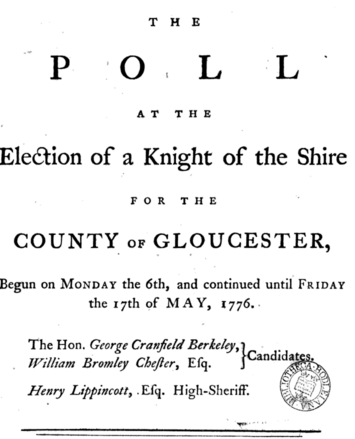 THE
POLL
AT THE
Election of a Knight of the Shire
FOR THE
COUNTY OF GLOUCESTER,
Begun on MONDAY the 6th, and continued until FRIDAY
the 17th of MAY, 1776.
The Hon. George Cranfield Berkeley,
William Bromley Chester, Esq. } Candidates.
Henry Lippincott, Esq. High-Sheriff.
BIBLIOTHECA BODLEIANA